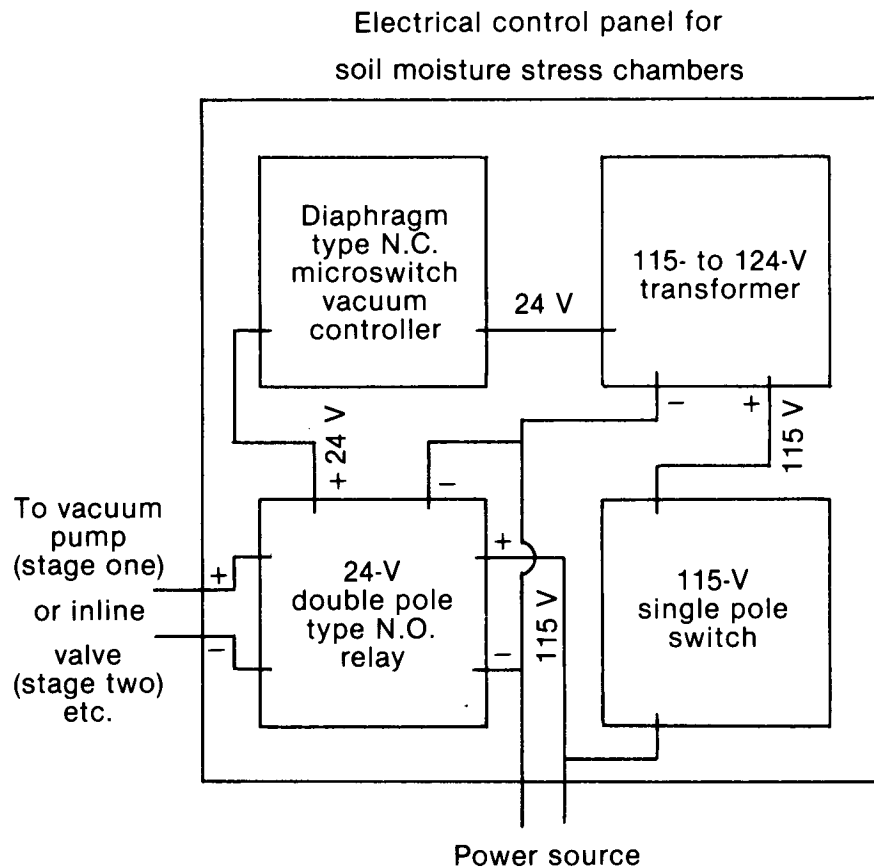 Electrical control panel for
soil moisture stress chambers
Diaphragm
type N.C.
microswitch
vacuum
controller
24 V
115- to 124-V
transformer
+ 24 V
−
−
+
115 V
To vacuum
pump
(stage one)
or inline
valve
(stage two)
etc.
+
−
24-V
double pole
type N.O.
relay
+
−
115 V
115-V
single pole
switch
Power source